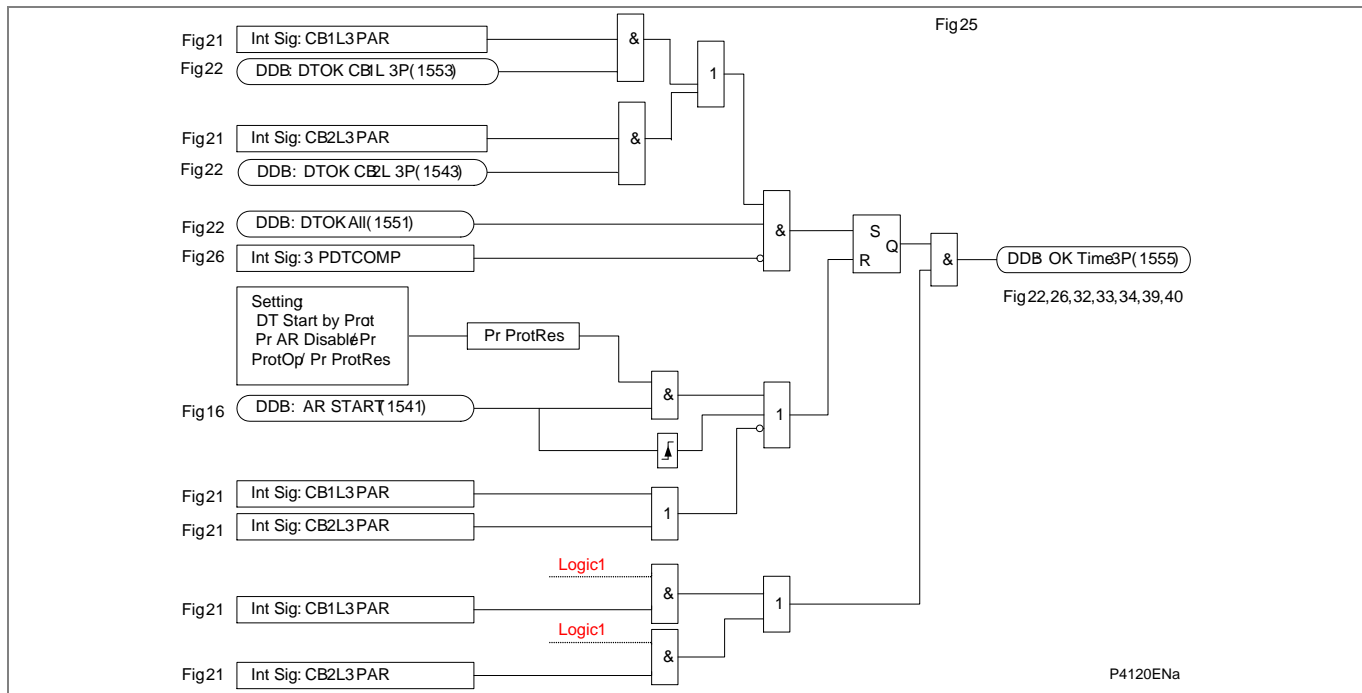 Fig25
Fig21 Int Sig: CB1L3PAR
&
1
Fig22 DDB: DTOK CB1L 3P(1553)
Fig21 Int Sig: CB2L3PAR
&
Fig22 DDB: DTOK CB2L 3P(1543)
Fig22 DDB: DTOKAll(1551)
&
S
Q
R
&
DDB: OK Time3P(1555)
Fig26 Int Sig: 3 PDTCOMP
Fig22,26,32,33,34,39,40
Setting:
DT Start by Prot
Pr AR Disable/Pr
ProtOp/ Pr ProtRes
Pr ProtRes
&
1
Fig16 DDB: AR START(1541)
Fig21 Int Sig: CB1L3PAR
1
Fig21 Int Sig: CB2L3PAR
Logic1
&
1
Fig21 Int Sig: CB1L3PAR
Logic1
&
Fig21 Int Sig: CB2L3PAR
P4120ENa